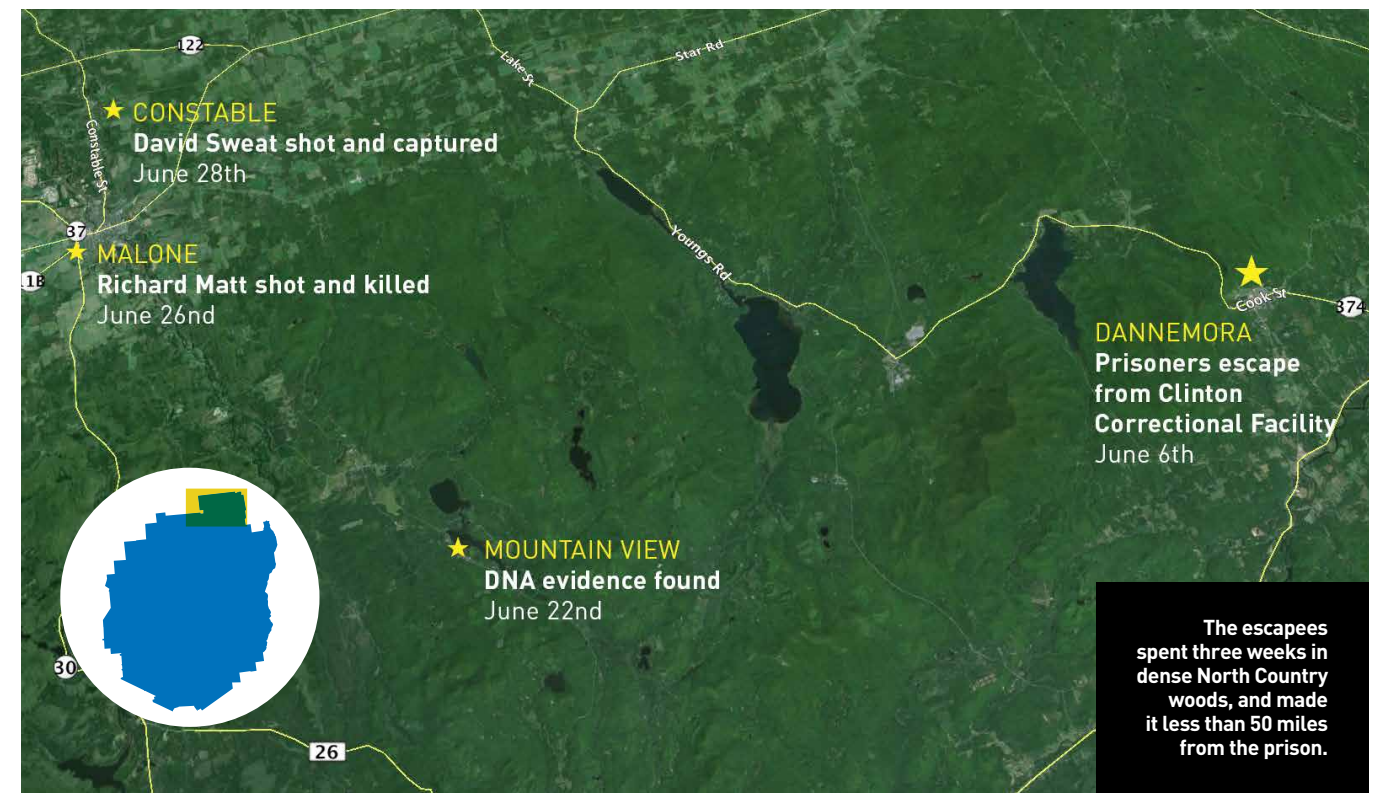 122
Lake St
Star Rd
CONSTABLE
David Sweat shot and captured
June 28th
Constable St
37
MALONE
Richard Matt shot and killed
June 26nd
Youngs Rd
Cook St
374
DANNEMORA
Prisoners escape
from Clinton
Correctional Facility
June 6th
MOUNTAIN VIEW
DNA evidence found
June 22nd
30
26
The escapees
spent three weeks in
dense North Country
woods, and made
it less than 50 miles
from the prison.